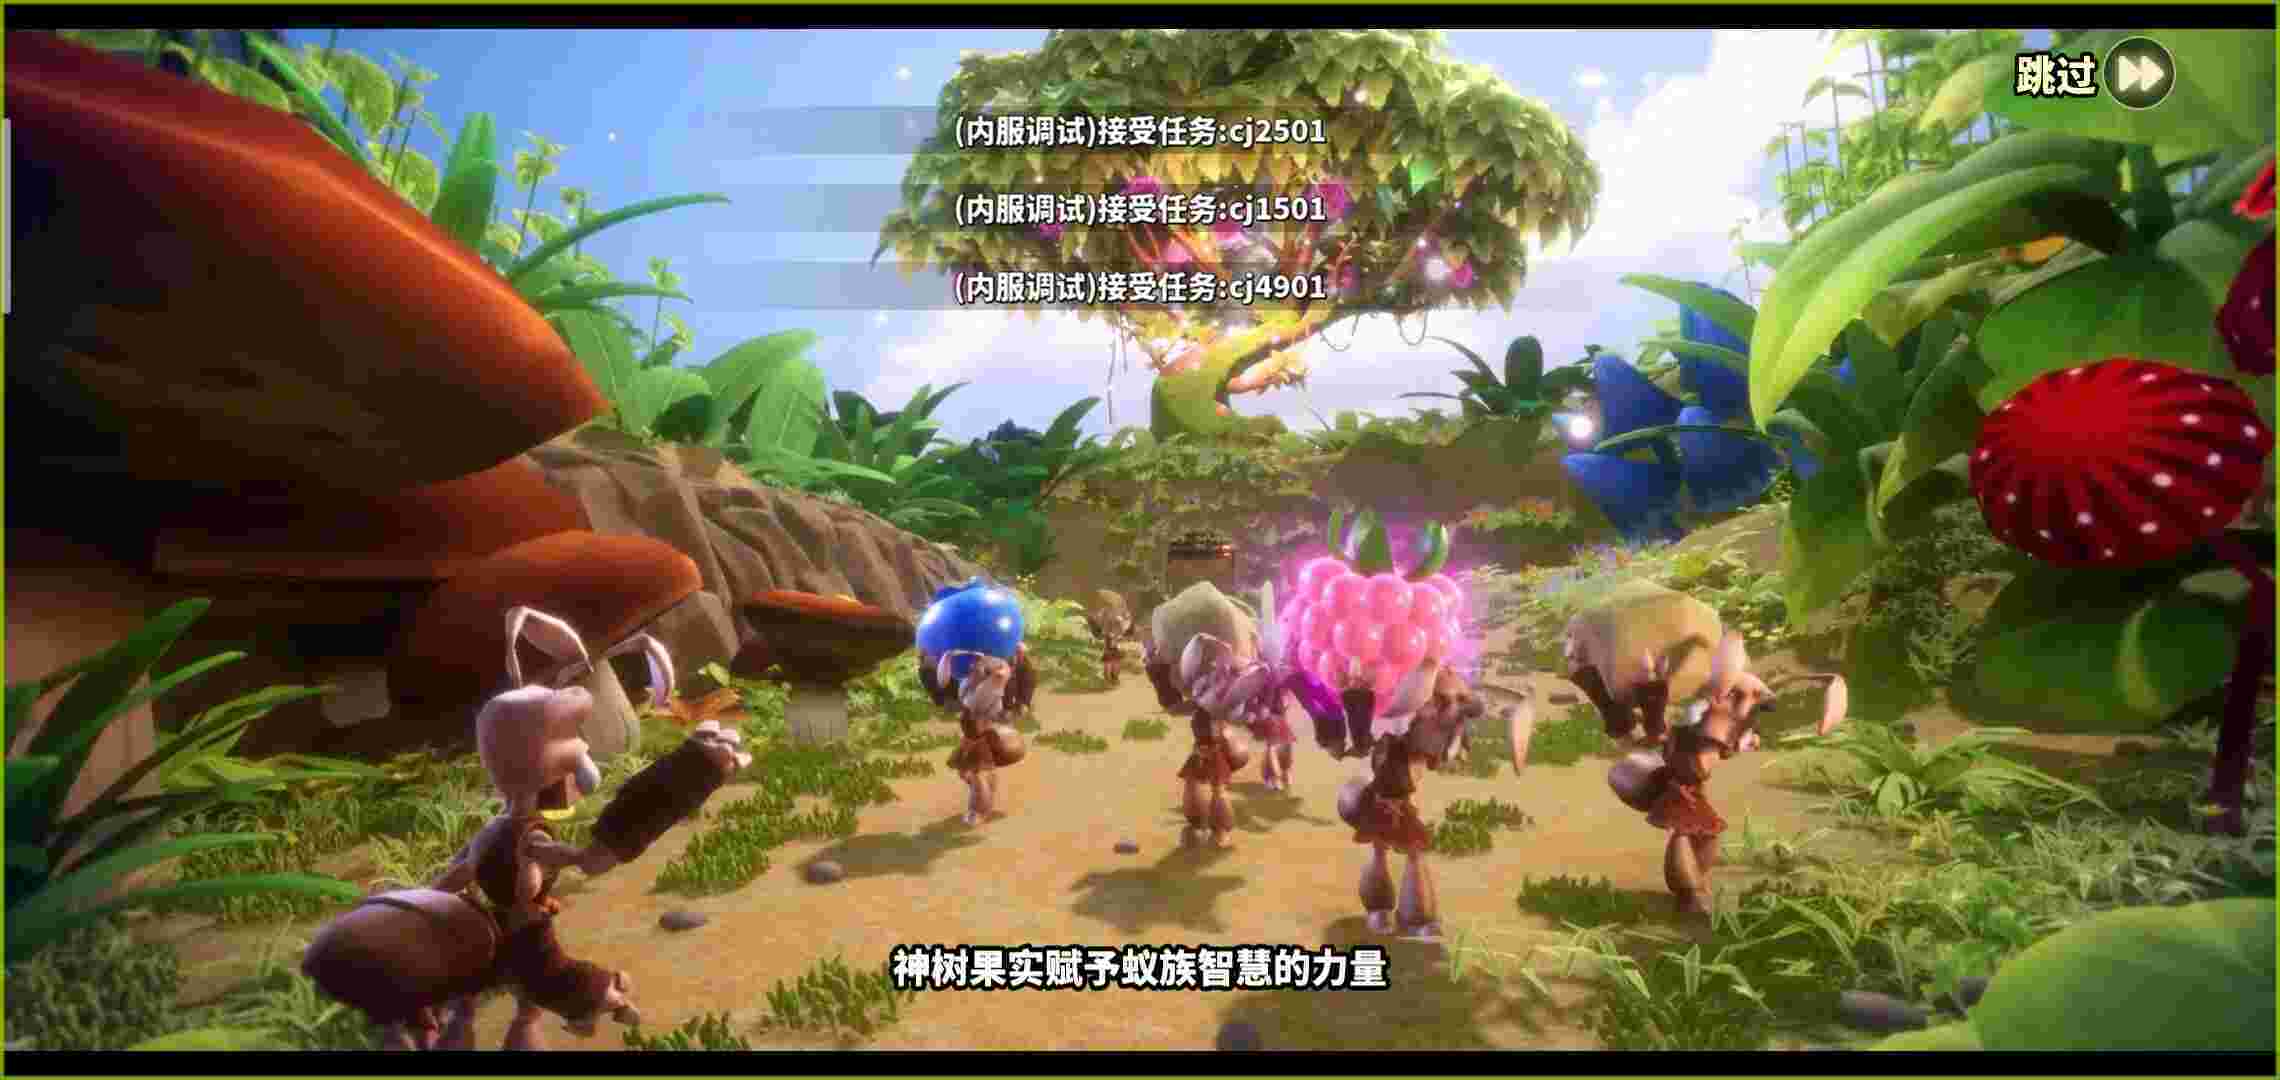 跳过
(内服调试)接受任务:cj2501
(内服调试)接受任务:cj1501
(内服调试)接受任务:cj4901
神树果实赋予蚁族智慧的力量